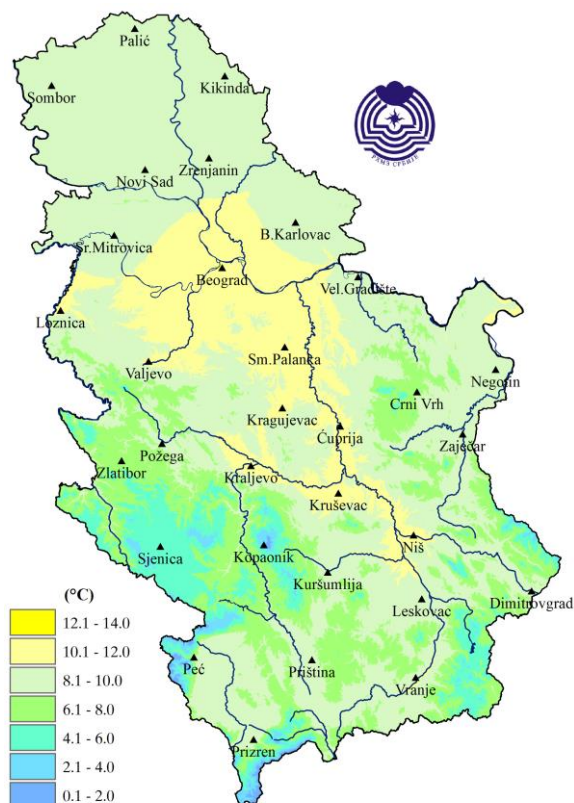 Palić
Kikinda
Sombor
РХМЗ СРБИЈЕ
Zrenjanin
Novi Sad
B.Karlovac
Sr.Mitrovica
Beograd
Vel.Gradište
Loznica
Sm.Palanka
Valjevo
Negotin
Crni Vrh
Kragujevac
Ćuprija
Zaječar
Požega
Zlatibor
Kraljevo
Kruševac
Niš
Sjenica
Kopaonik
Kuršumlija
Dimitrovgrad
Leskovac
(°C)
12.1 - 14.0
10.1 - 12.0
8.1 - 10.0
6.1 - 8.0
4.1 - 6.0
2.1 - 4.0
0.1 - 2.0
Peć
Priština
Vranje
Prizren